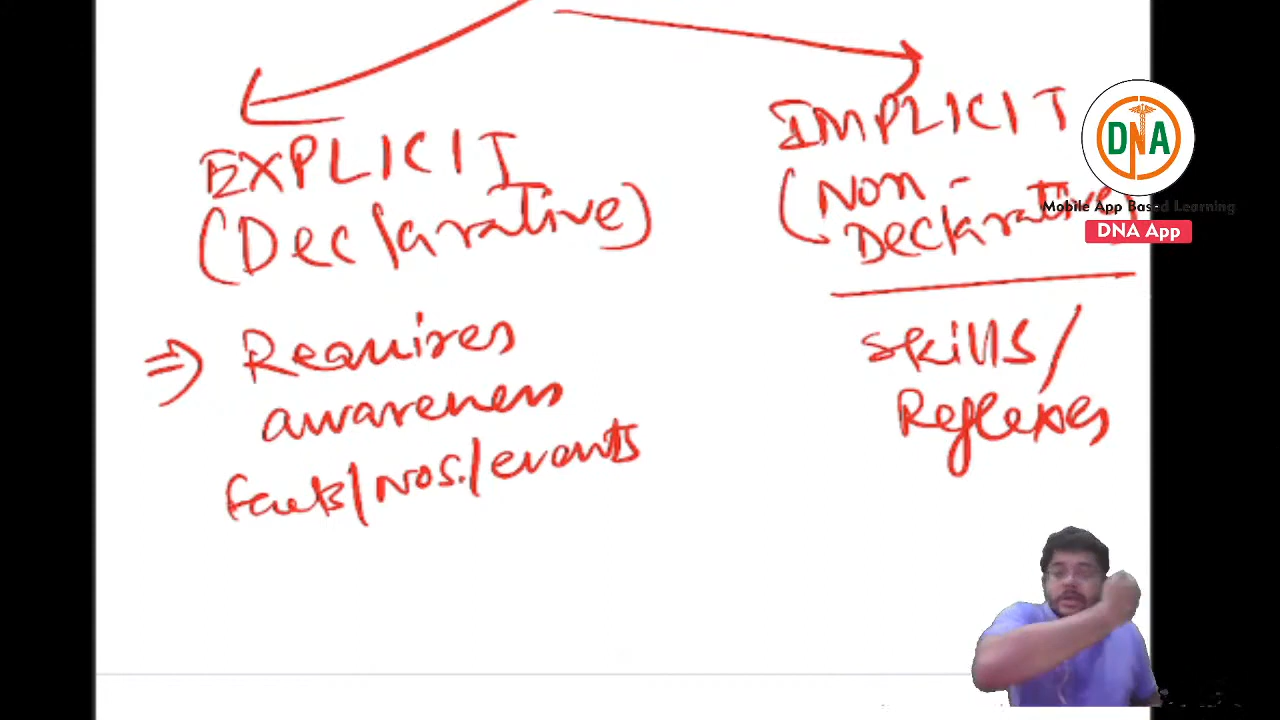 EXPLICIT
(Declarative)
⇒ Requires
awareness
facts/Nos./events
IMPLICIT
(Non-
Declarative)
skills/
Reflexes
DNA
Mobile App Based Learning
DNA App